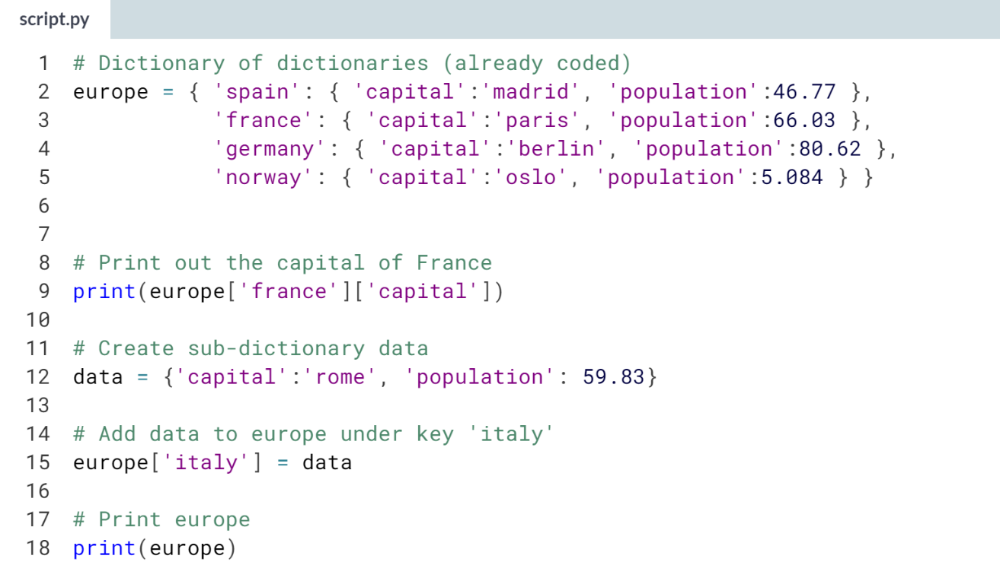 script.py
1 # Dictionary of dictionaries (already coded)
2 europe = { 'spain': { 'capital':'madrid', 'population':46.77 },
3            'france': { 'capital':'paris', 'population':66.03 },
4            'germany': { 'capital':'berlin', 'population':80.62 },
5            'norway': { 'capital':'oslo', 'population':5.084 } }
6
7
8 # Print out the capital of France
9 print(europe['france']['capital'])
10
11 # Create sub-dictionary data
12 data = {'capital':'rome', 'population': 59.83}
13
14 # Add data to europe under key 'italy'
15 europe['italy'] = data
16
17 # Print europe
18 print(europe)